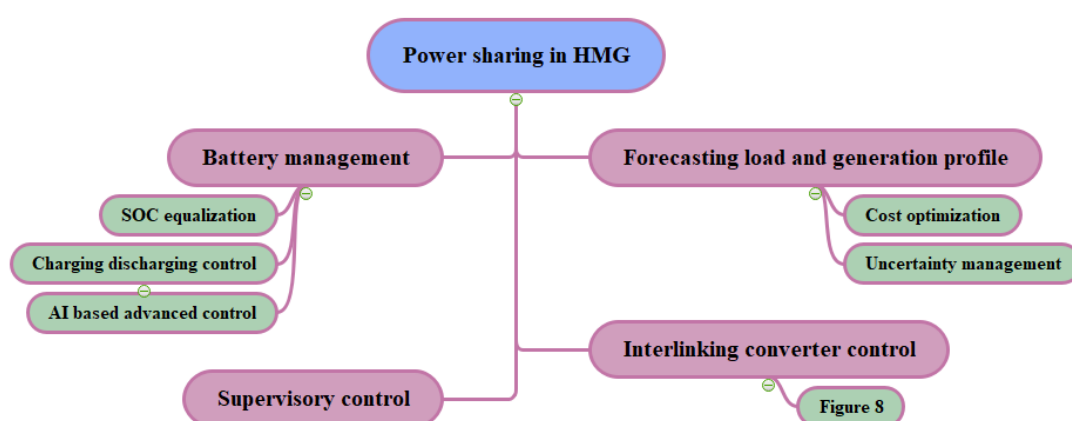 Power sharing in HMG
Battery management
SOC equalization
Charging discharging control
AI based advanced control
Supervisory control
Forecasting load and generation profile
Cost optimization
Uncertainty management
Interlinking converter control
Figure 8